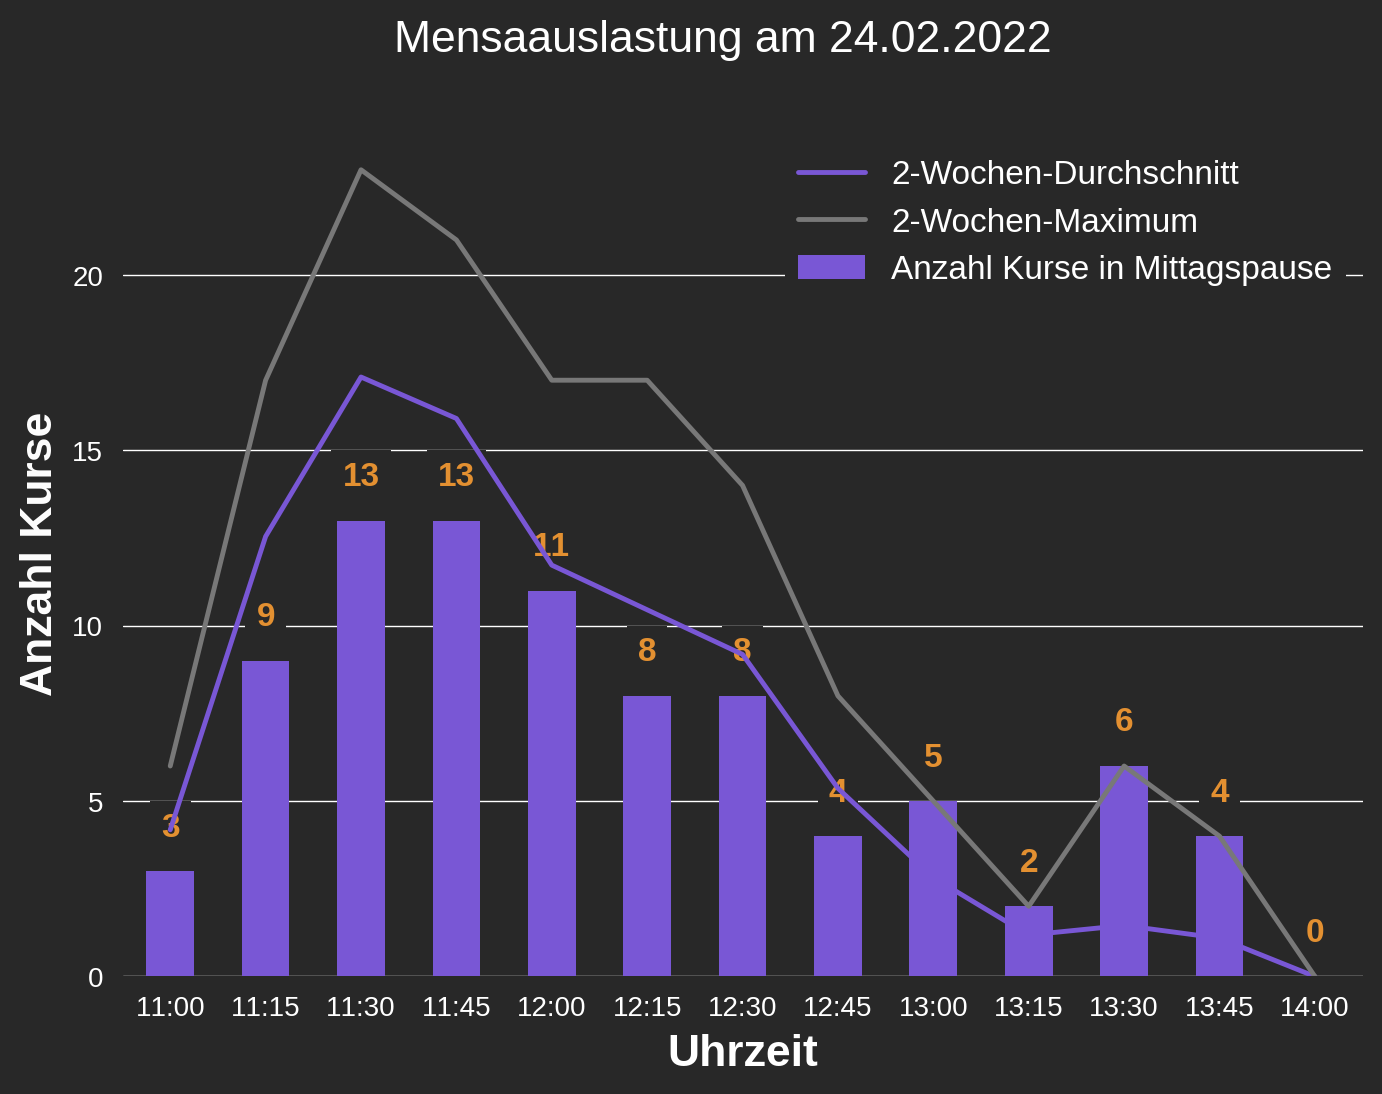 Mensaauslastung am 24.02.2022
2-Wochen-Durchschnitt
2-Wochen-Maximum
Anzahl Kurse in Mittagspause
Anzahl Kurse
20
15
10
5
0
3
9
13
13
11
8
8
4
5
2
6
4
0
11:00 11:15 11:30 11:45 12:00 12:15 12:30 12:45 13:00 13:15 13:30 13:45 14:00
Uhrzeit